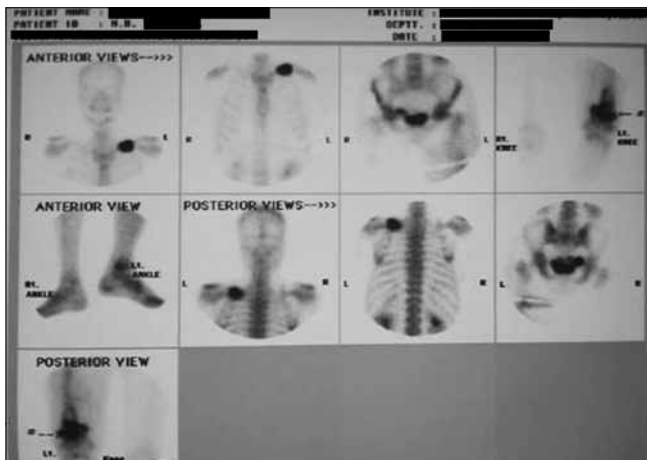 PATIENT NAME :
PATIENT ID : N.B.
INSTITUTE :
DEPTT. :
DATE :
ANTERIOR VIEWS-->>>
R L
R L
R L
Rt. KNEE
Lt. KNEE
ANTERIOR VIEW
Rt. ANKLE
Lt. ANKLE
POSTERIOR VIEWS-->>>
L R
L R
L R
POSTERIOR VIEW
Lt.
Knee